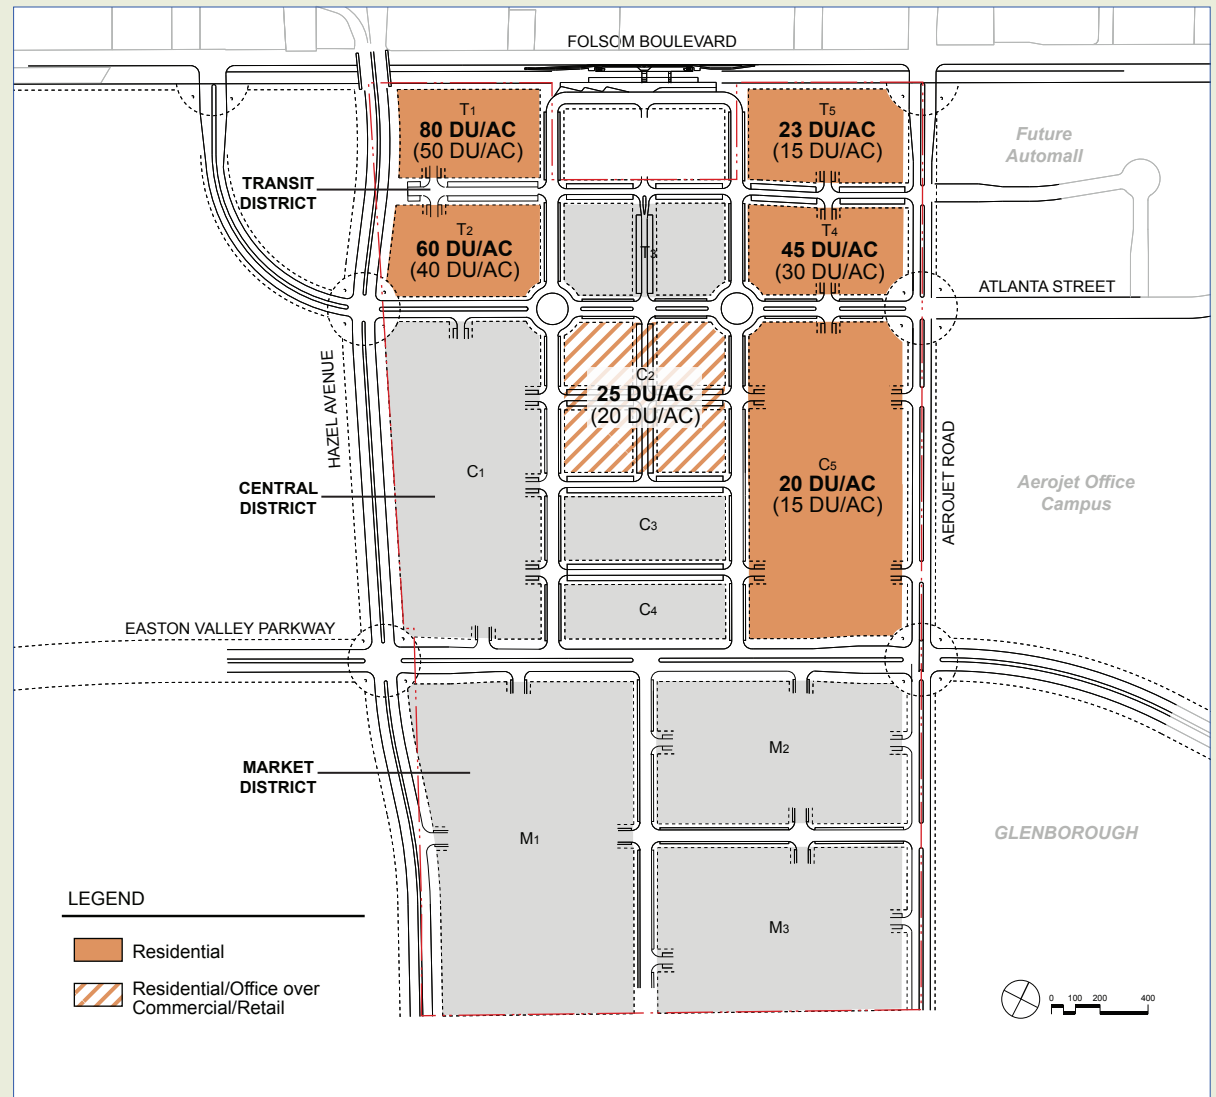 FOLSOM BOULEVARD
T1
80 DU/AC
(50 DU/AC)
T5
23 DU/AC
(15 DU/AC)
Future
Automall
TRANSIT
DISTRICT
T2
60 DU/AC
(40 DU/AC)
T3
T4
45 DU/AC
(30 DU/AC)
ATLANTA STREET
HAZEL AVENUE
C2
25 DU/AC
(20 DU/AC)
C1
CENTRAL
DISTRICT
C3
C5
20 DU/AC
(15 DU/AC)
AEROJET ROAD
Aerojet Office
Campus
C4
EASTON VALLEY PARKWAY
MARKET
DISTRICT
M2
M1
GLENBOROUGH
M3
LEGEND
Residential
Residential/Office over
Commercial/Retail
0 100 200 400